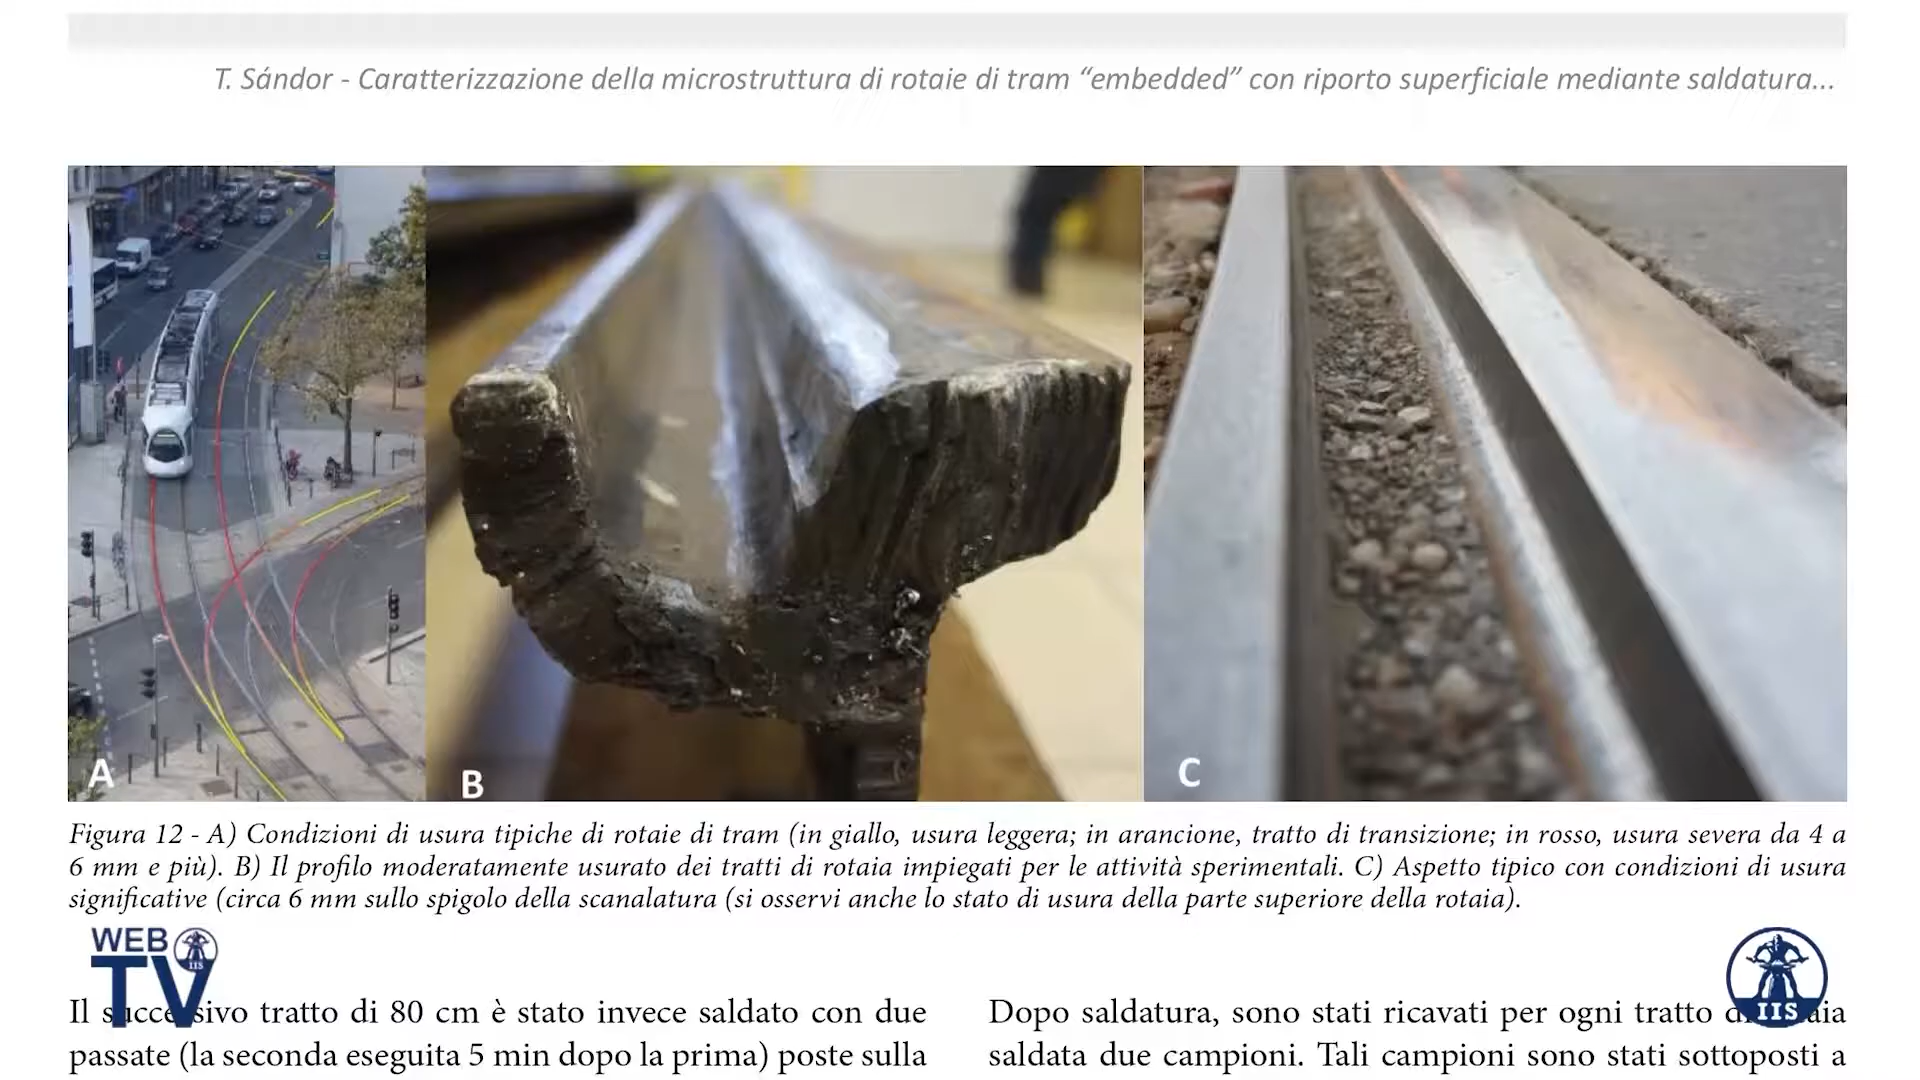 T. Sándor - Caratterizzazione della microstruttura di rotaie di tram “embedded” con riporto superficiale mediante saldatura...
A
B
C
Figura 12 - A) Condizioni di usura tipiche di rotaie di tram (in giallo, usura leggera; in arancione, tratto di transizione; in rosso, usura severa da 4 a
6 mm e più). B) Il profilo moderatamente usurato dei tratti di rotaia impiegati per le attività sperimentali. C) Aspetto tipico con condizioni di usura
significative (circa 6 mm sullo spigolo della scanalatura (si osservi anche lo stato di usura della parte superiore della rotaia).
WEB
TV
IIS
IIS
Il successivo tratto di 80 cm è stato invece saldato con due
passate (la seconda eseguita 5 min dopo la prima) poste sulla
Dopo saldatura, sono stati ricavati per ogni tratto
saldata due campioni. Tali campioni sono stati sottoposti a